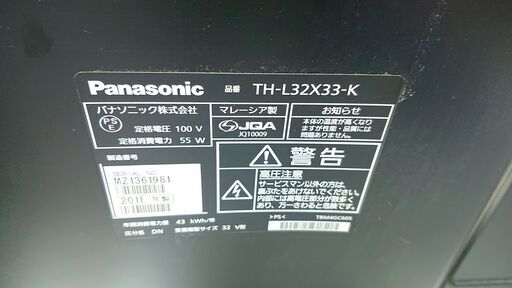 Panasonic 品番 TH-L32X33-K
パナソニック株式会社
PS
E
定格電圧 100 V
定格消費電力 55 W
マレーシア製
JQA
JQ10009
お知らせ
本体の温度が高くなり
ますが性能・品質には
問題ありません。
製造番号
SERIAL NO.
MZ1361981
2011 年製
警告
高圧注意
サービスマン以外の方は、
裏ぶたをあけないでください。
内部には高電圧部分が数多く
あり、万一さわると危険です。
年間消費電力量 43 kWh/年
区分名 DN 受信機型サイズ 32 V型
>PS<
TBM4GC605